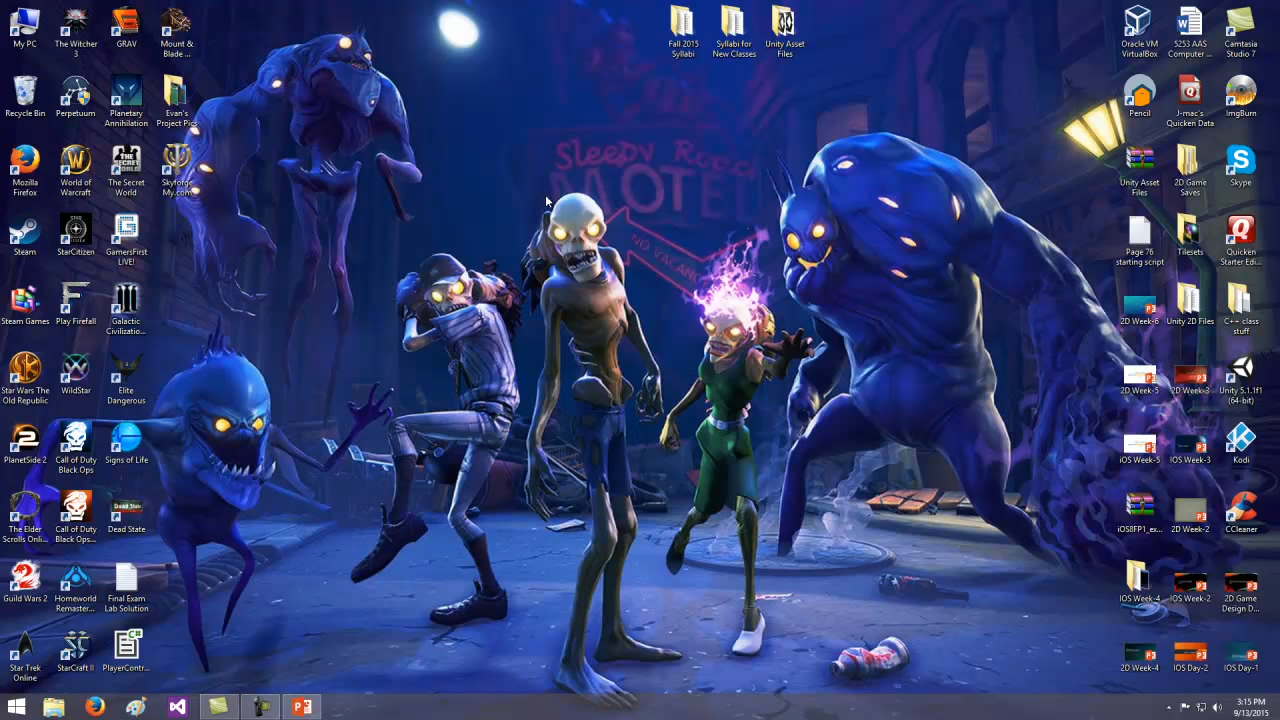 My PC
The Witcher
3
GRAV
Mount &
Blade ...
Fall 2015
Syllabi
Syllabi for
New Classes
Unity Asset
Files
Oracle VM
VirtualBox
5253 AAS
Computer ...
Camtasia
Studio 7
Recycle Bin
Perpetuum
Planetary
Annihilation
Evan's
Project Pics
Pencil
J-mac's
Quicken Data
ImgBurn
Mozilla
Firefox
World of
Warcraft
THE
SECRET
WORLD
The Secret
World
Skyforge
My.com
Sleepy
MOTE
Unity Asset
Files
2D Game
Saves
Skype
Steam
STAR
CITIZEN
StarCitizen
GamersFirst
LIVE!
NO VACAN
Page 76
starting script
Tilesets
Quicken
Starter Edi...
Steam Games
Play Firefall
Galactic
Civilizatio...
2D Week-6
Unity 2D Files
C++ class
stuff
Star Wars The
Old Republic
WildStar
Elite
Dangerous
2D Week-5
2D Week-3
Unity 5.1.1f1
(64-bit)
PlanetSide 2
Call of Duty
Black Ops
Signs of Life
iOS Week-5
iOS Week-3
Kodi
The Elder
Scrolls Onli...
Call of Duty
Black Ops...
Dead State
Dead State
iOS8FP1_ex...
2D Week-2
CCleaner
Guild Wars 2
Homeworld
Remaster...
Final Exam
Lab Solution
IOS Week-4
IOS Week-2
2D Game
Design D...
Star Trek
Online
StarCraft II
PlayerContr...
2D Week-4
IOS Day-2
IOS Day-1
3:15 PM
9/13/2015